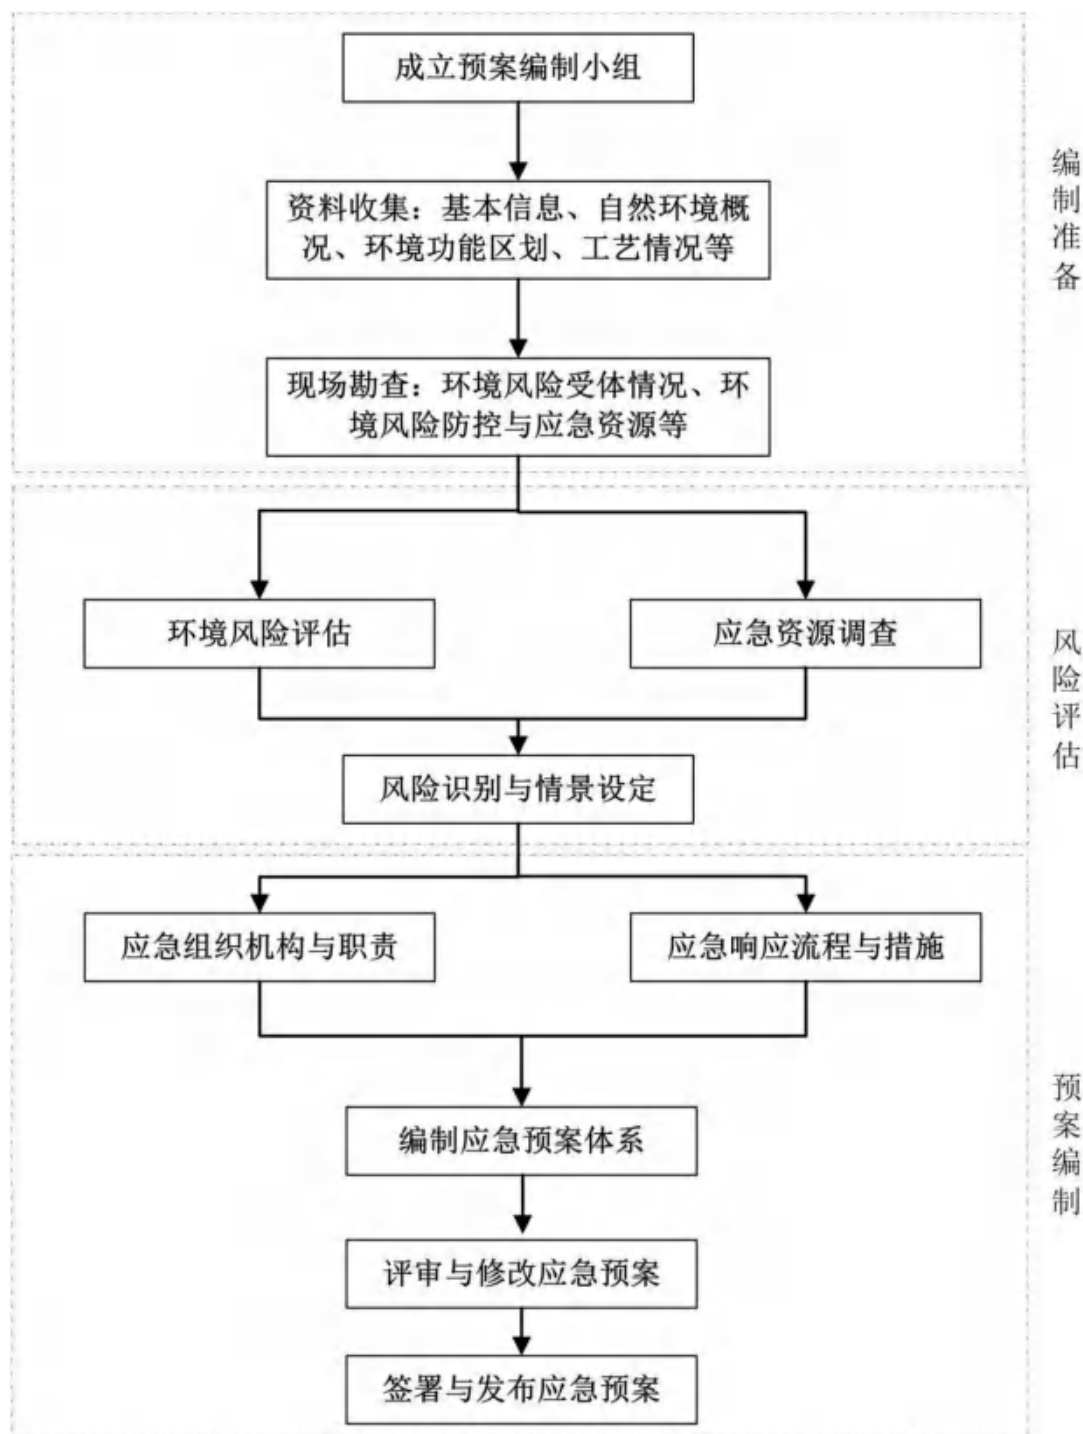 成立预案编制小组
资料收集：基本信息、自然环境概
况、环境功能区划、工艺情况等
现场勘查：环境风险受体情况、环
境风险防控与应急资源等
编制准备
环境风险评估
应急资源调查
风险识别与情景设定
风险评估
应急组织机构与职责
应急响应流程与措施
编制应急预案体系
评审与修改应急预案
签署与发布应急预案
预案编制